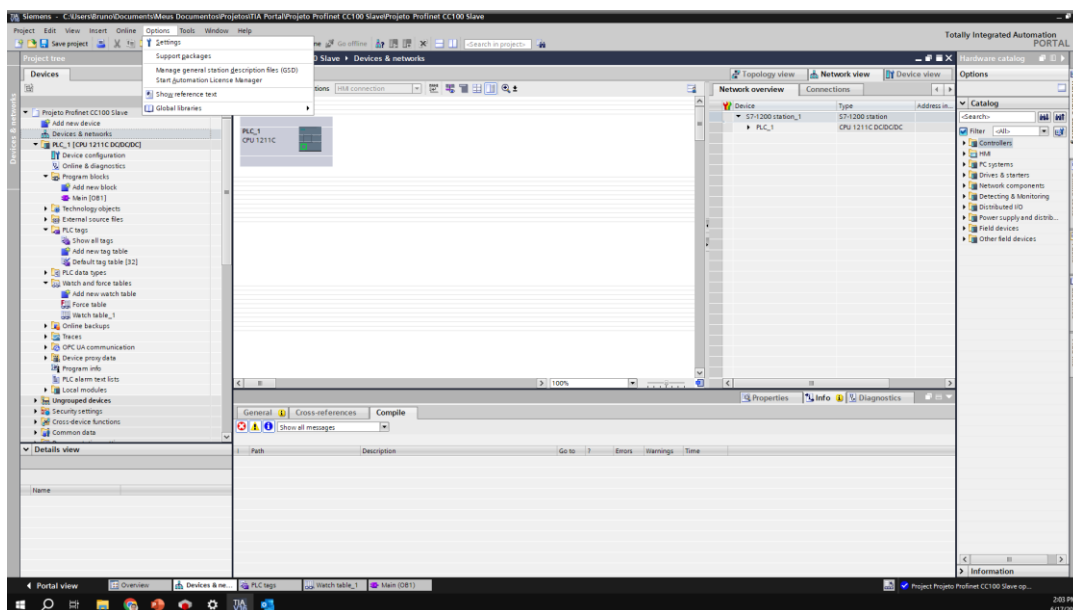 Siemens - C:\Users\Bruno\Documents\Meus Documentos\Projetos\TIA Portal\Projeto Profinet CC100 Slave\Projeto Profinet CC100 Slave
Project Edit View Insert Online Options Tools Window Help
Totally Integrated Automation
PORTAL
Save project
Go offline
<Search in project>
Settings
Support packages
Manage general station description files (GSD)
Start Automation License Manager
Show reference text
Global libraries
Project tree
Slave Devices & networks
Hardware catalog
Devices
Topology view Network view Device view
Options
HMI connection
Network overview Connections
Device Type Address in...
S7-1200 station_1 S7-1200 station
PLC_1 CPU 1211C DC/DC/DC
PLC_1
CPU 1211C
Catalog
<Search>
Filter <All>
Controllers
HMI
PC systems
Drives & starters
Network components
Detecting & Monitoring
Distributed I/O
Power supply and distrib...
Field devices
Other field devices
Devices & networks
Projeto Profinet CC100 Slave
Add new device
Devices & networks
PLC_1 [CPU 1211C DC/DC/DC]
Device configuration
Online & diagnostics
Program blocks
Add new block
Main [OB1]
Technology objects
External source files
PLC tags
Show all tags
Add new tag table
Default tag table [32]
PLC data types
Watch and force tables
Add new watch table
Force table
Watch table_1
Online backups
Traces
OPC UA communication
Device proxy data
Program info
PLC alarm text lists
Local modules
Ungrouped devices
Security settings
Cross-device functions
Common data
100%
Properties Info Diagnostics
General Cross-references Compile
Show all messages
! Path Description Go to ? Errors Warnings Time
Details view
Name
Information
Portal view Overview Devices & ne... PLC tags Watch table_1 Main (OB1)
Project Projeto Profinet CC100 Slave op...
2:03 PM